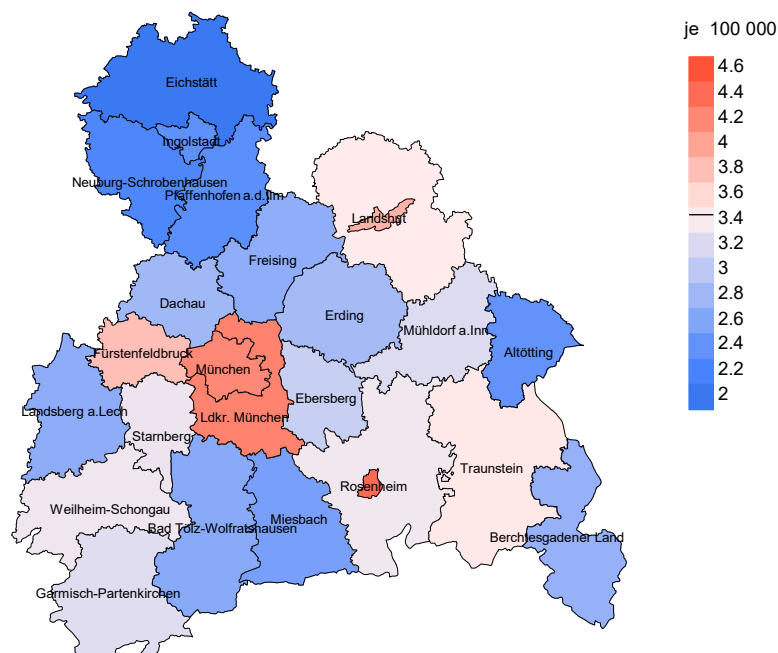 je 100 000
4.6
4.4
4.2
4
3.8
3.6
3.4
3.2
3
2.8
2.6
2.4
2.2
2
Eichstätt
Ingolstadt
Neuburg-Schrobenhausen
Pfaffenhofen a.d.Ilm
Landshut
Freising
Dachau
Erding
Mühldorf a.Inn
Altötting
Fürstenfeldbruck
München
Ebersberg
Landsberg a.Lech
Ldkr. München
Starnberg
Traunstein
Rosenheim
Weilheim-Schongau
Miesbach
Bad Tölz-Wolfratshausen
Berchtesgadener Land
Garmisch-Partenkirchen